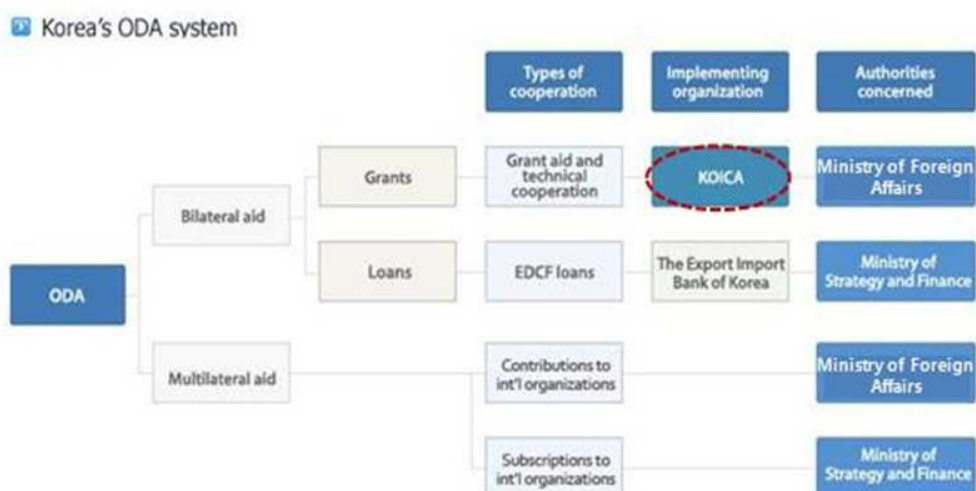 Korea's ODA system
Types of
cooperation
Implementing
organization
Authorities
concerned
Grants
Grant aid and
technical
cooperation
KOICA
Ministry of Foreign
Affairs
Bilateral aid
Loans
EDCF loans
The Export Import
Bank of Korea
Ministry of
Strategy and Finance
ODA
Multilateral aid
Contributions to
int'l organizations
Ministry of Foreign
Affairs
Subscriptions to
int'l organizations
Ministry of
Strategy and Finance